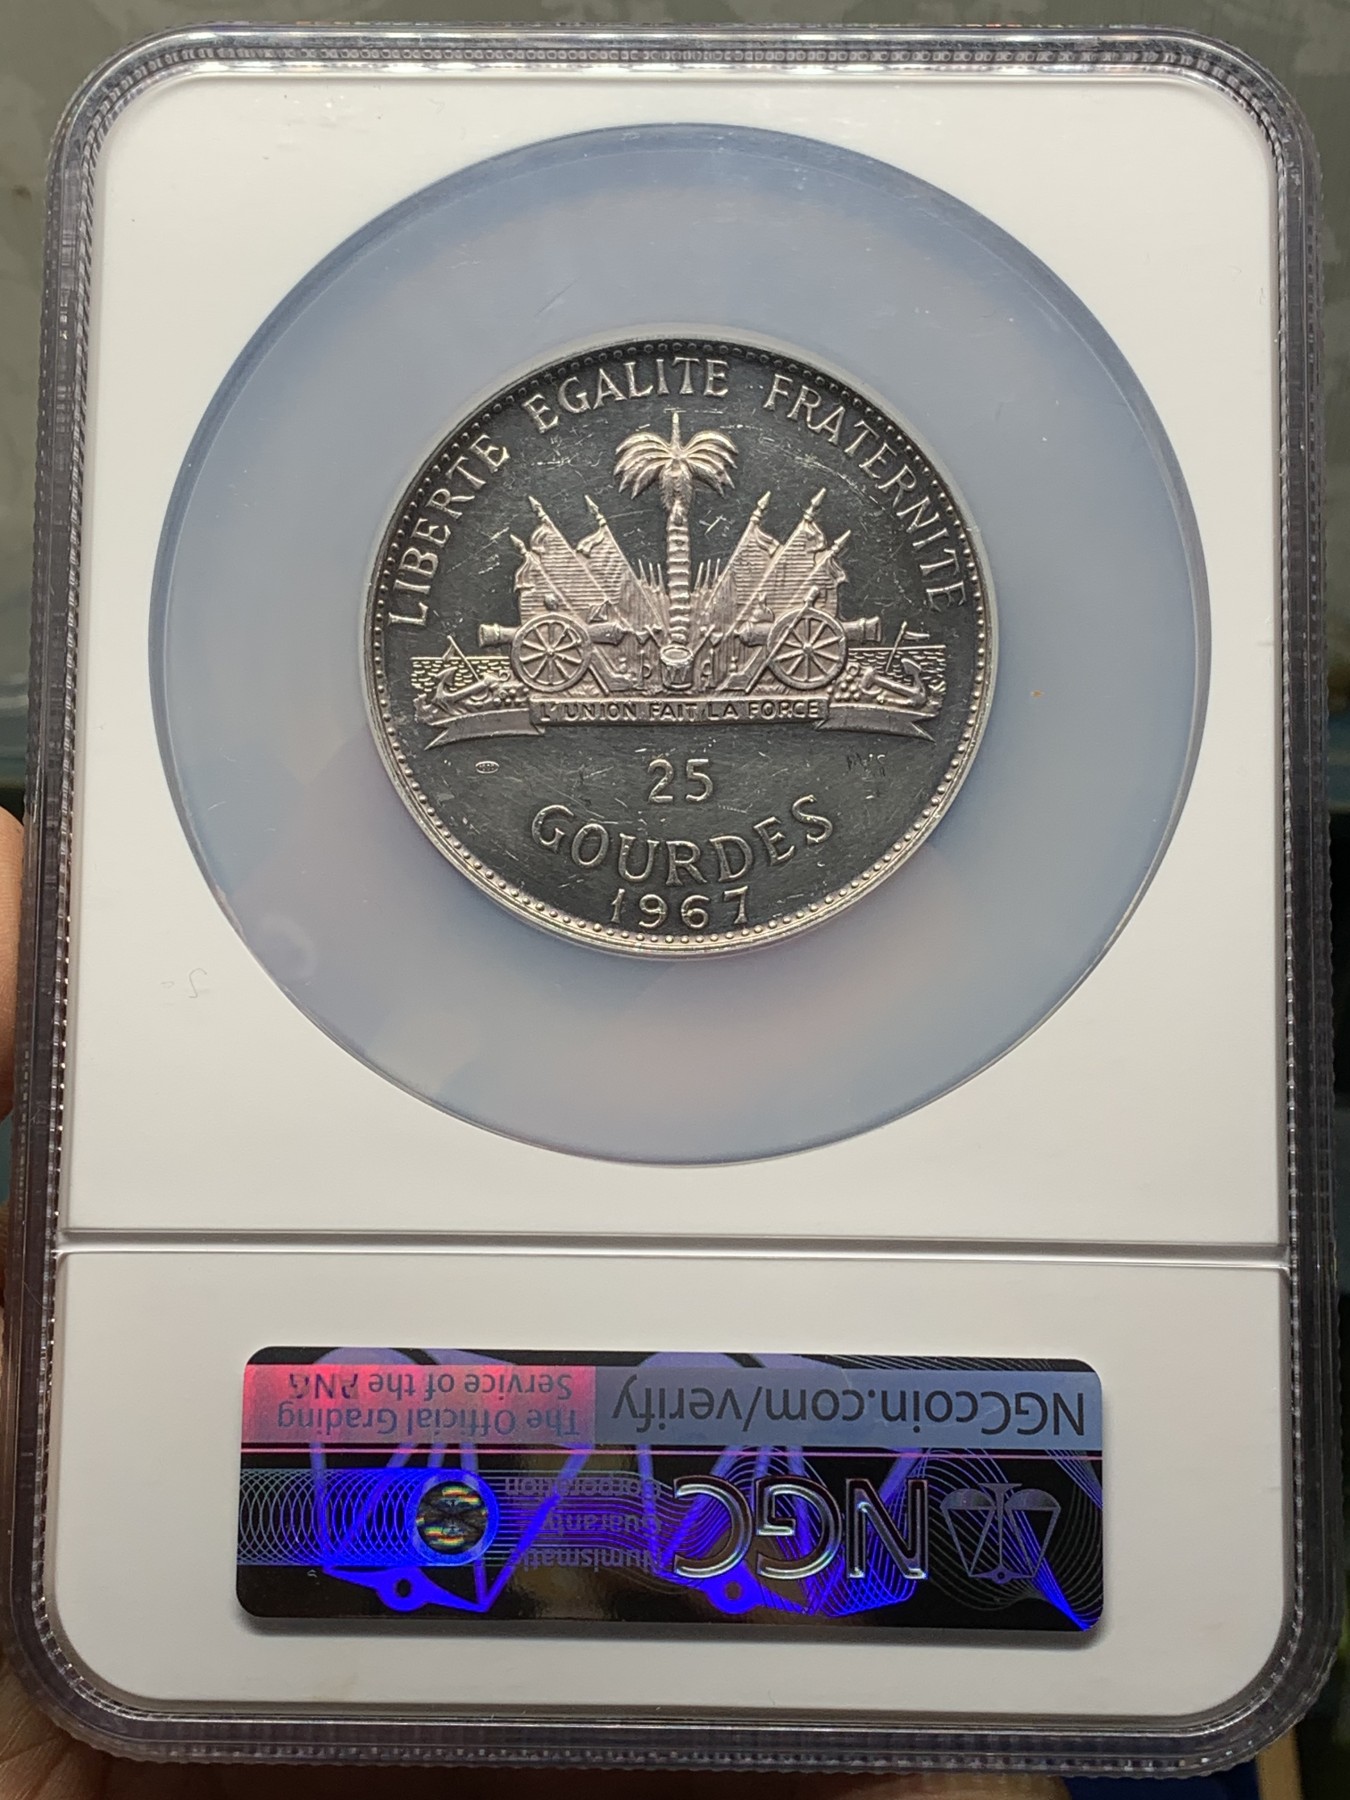 LIBERTE EGALITE FRATERNITE
L'UNION FAIT LA FORCE
25
GOURDES
1967
NGCcoin.com/verify
The Official Grading
Service of the ANG
NGC
Numismatic
Guaranty
Corporation